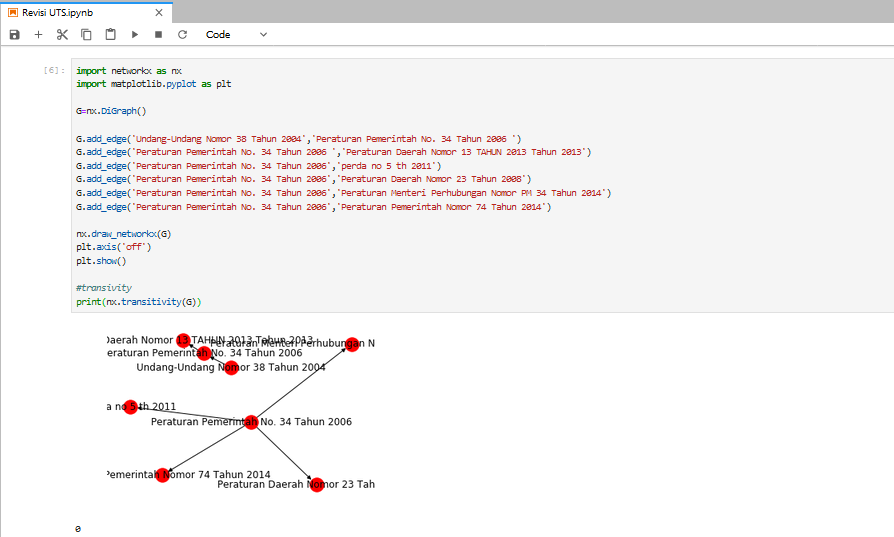 Revisi UTS.ipynb
Code
[6]:
import networkx as nx
import matplotlib.pyplot as plt
G=nx.DiGraph()
G.add_edge('Undang-Undang Nomor 38 Tahun 2004','Peraturan Pemerintah No. 34 Tahun 2006 ')
G.add_edge('Peraturan Pemerintah No. 34 Tahun 2006 ','Peraturan Daerah Nomor 13 TAHUN 2013 Tahun 2013')
G.add_edge('Peraturan Pemerintah No. 34 Tahun 2006','perda no 5 th 2011')
G.add_edge('Peraturan Pemerintah No. 34 Tahun 2006','Peraturan Daerah Nomor 23 Tahun 2008')
G.add_edge('Peraturan Pemerintah No. 34 Tahun 2006','Peraturan Menteri Perhubungan Nomor PM 34 Tahun 2014')
G.add_edge('Peraturan Pemerintah No. 34 Tahun 2006','Peraturan Pemerintah Nomor 74 Tahun 2014')
nx.draw_networkx(G)
plt.axis('off')
plt.show()
#transivity
print(nx.transitivity(G))
Daerah Nomor 13 TAHUN 2013 Tahun 2013
Peraturan Menteri Perhubungan N
eraturan Pemerintah No. 34 Tahun 2006
Undang-Undang Nomor 38 Tahun 2004
a no 5 th 2011
Peraturan Pemerintah No. 34 Tahun 2006
Pemerintah Nomor 74 Tahun 2014
Peraturan Daerah Nomor 23 Tah
0